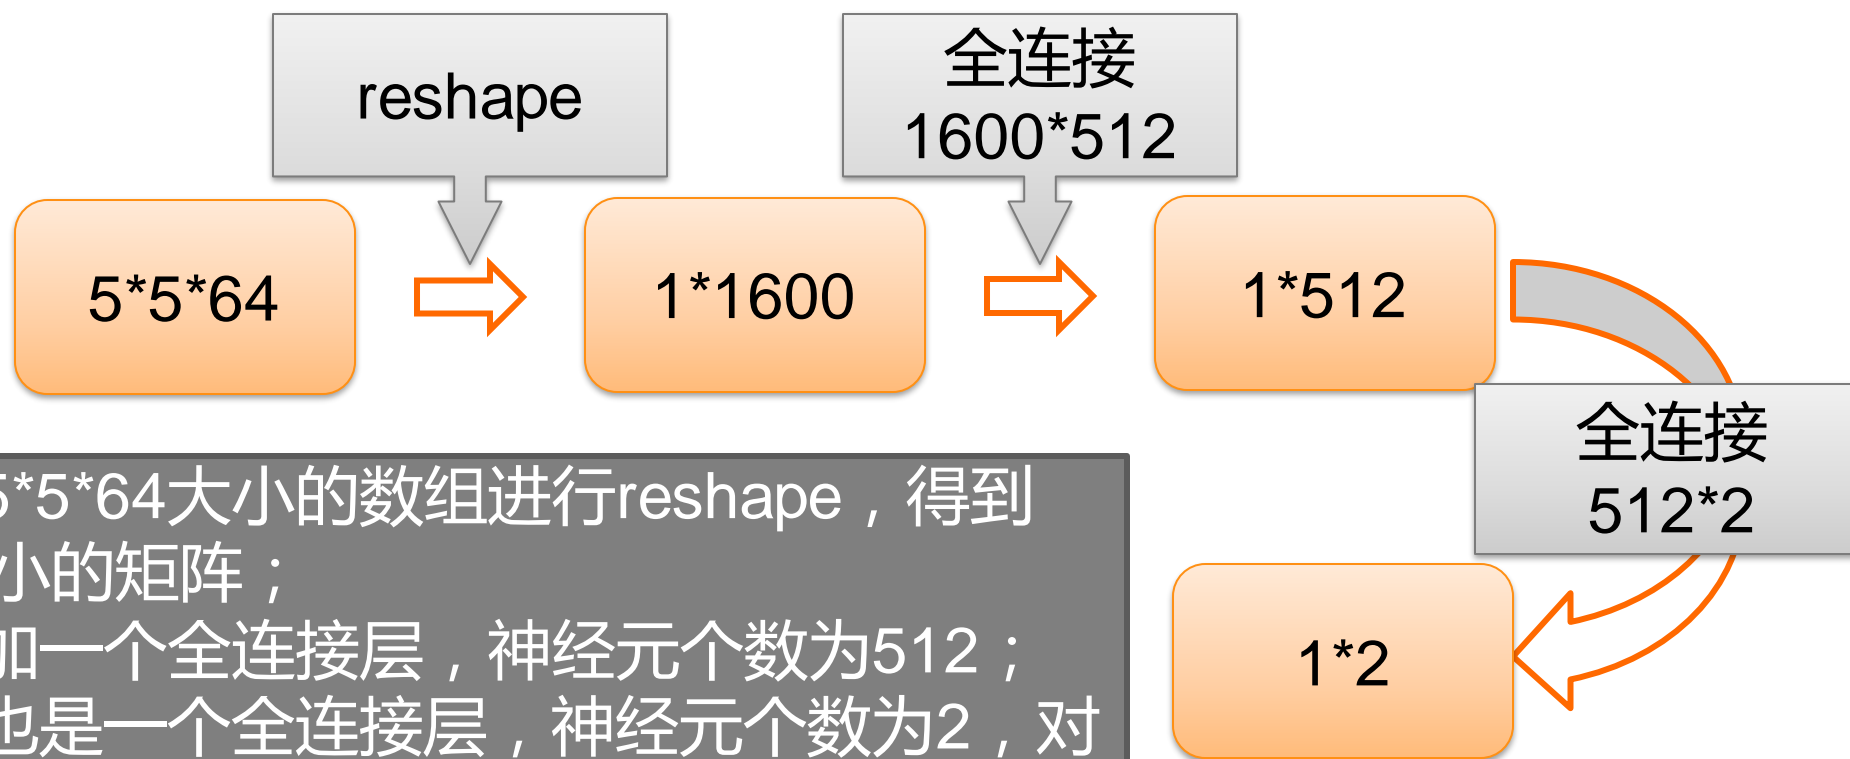 reshape
全连接
1600*512
5*5*64
1*1600
1*512
全连接
512*2
5*5*64大小的数组进行reshape，得到
小的矩阵；
加一个全连接层，神经元个数为512；
也是一个全连接层，神经元个数为2，对
1*2